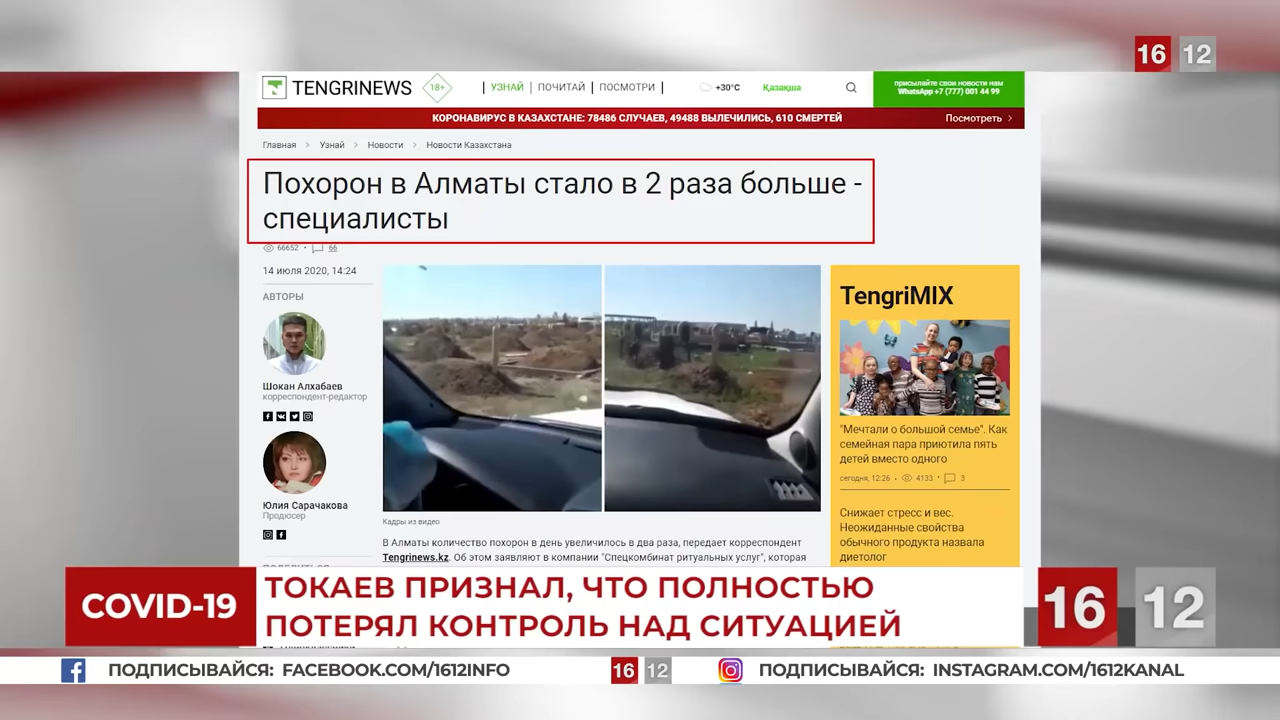 16 12
TENGRINEWS 18+ УЗНАЙ ПОЧИТАЙ ПОСМОТРИ +30°C Қазақша
присылайте свои новости нам
WhatsApp +7 (777) 001 44 99
КОРОНАВИРУС В КАЗАХСТАНЕ: 78486 СЛУЧАЕВ, 49488 ВЫЛЕЧИЛИСЬ, 610 СМЕРТЕЙ Посмотреть
Главная > Узнай > Новости > Новости Казахстана
Похорон в Алматы стало в 2 раза больше -
специалисты
66652 • 66
14 июля 2020, 14:24
АВТОРЫ
Шокан Алхабаев
корреспондент-редактор
Юлия Сарачакова
Продюсер
Кадры из видео
В Алматы количество похорон в день увеличилось в два раза, передает корреспондент
Tengrinews.kz. Об этом заявляют в компании "Спецкомбинат ритуальных услуг", которая
TengriMIX
"Мечтали о большой семье". Как
семейная пара приютила пять
детей вместо одного
сегодня, 12:26 • 4133 • 3
Снижает стресс и вес.
Неожиданные свойства
обычного продукта назвала
диетолог
COVID-19
ТОКАЕВ ПРИЗНАЛ, ЧТО ПОЛНОСТЬЮ
ПОТЕРЯЛ КОНТРОЛЬ НАД СИТУАЦИЕЙ
16 12
ПОДПИСЫВАЙСЯ: FACEBOOK.COM/1612INFO 16 12 ПОДПИСЫВАЙСЯ: INSTAGRAM.COM/1612KANAL